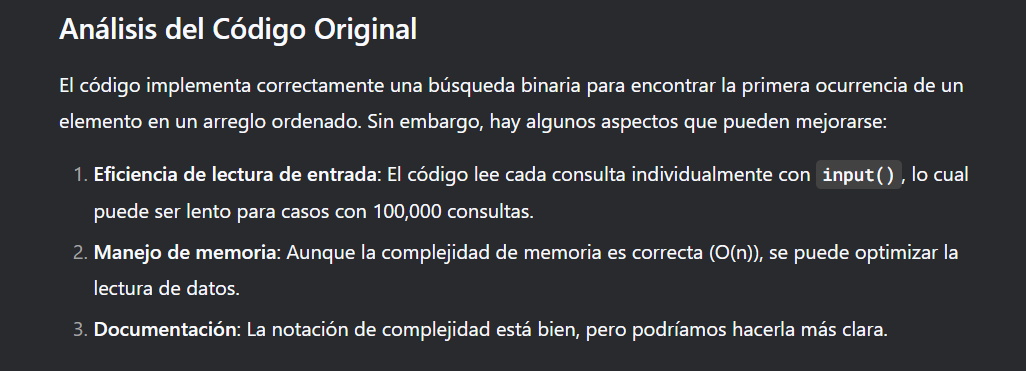 Análisis del Código Original
El código implementa correctamente una búsqueda binaria para encontrar la primera ocurrencia de un
elemento en un arreglo ordenado. Sin embargo, hay algunos aspectos que pueden mejorarse:
1. Eficiencia de lectura de entrada: El código lee cada consulta individualmente con input(), lo cual
puede ser lento para casos con 100,000 consultas.
2. Manejo de memoria: Aunque la complejidad de memoria es correcta (O(n)), se puede optimizar la
lectura de datos.
3. Documentación: La notación de complejidad está bien, pero podríamos hacerla más clara.